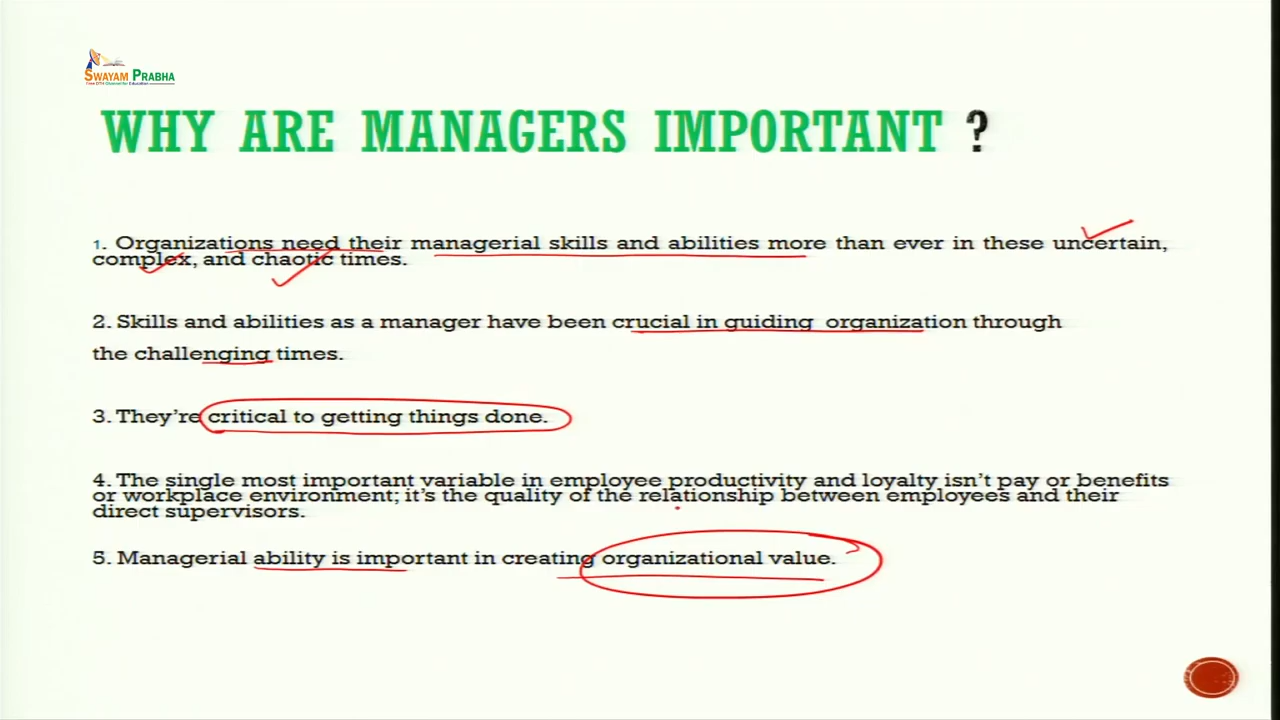 SWAYAM PRABHA
WHY ARE MANAGERS IMPORTANT ?
1. Organizations need their managerial skills and abilities more than ever in these uncertain,
complex, and chaotic times.
2. Skills and abilities as a manager have been crucial in guiding organization through
the challenging times.
3. They're critical to getting things done.
4. The single most important variable in employee productivity and loyalty isn't pay or benefits
or workplace environment; it's the quality of the relationship between employees and their
direct supervisors.
5. Managerial ability is important in creating organizational value.